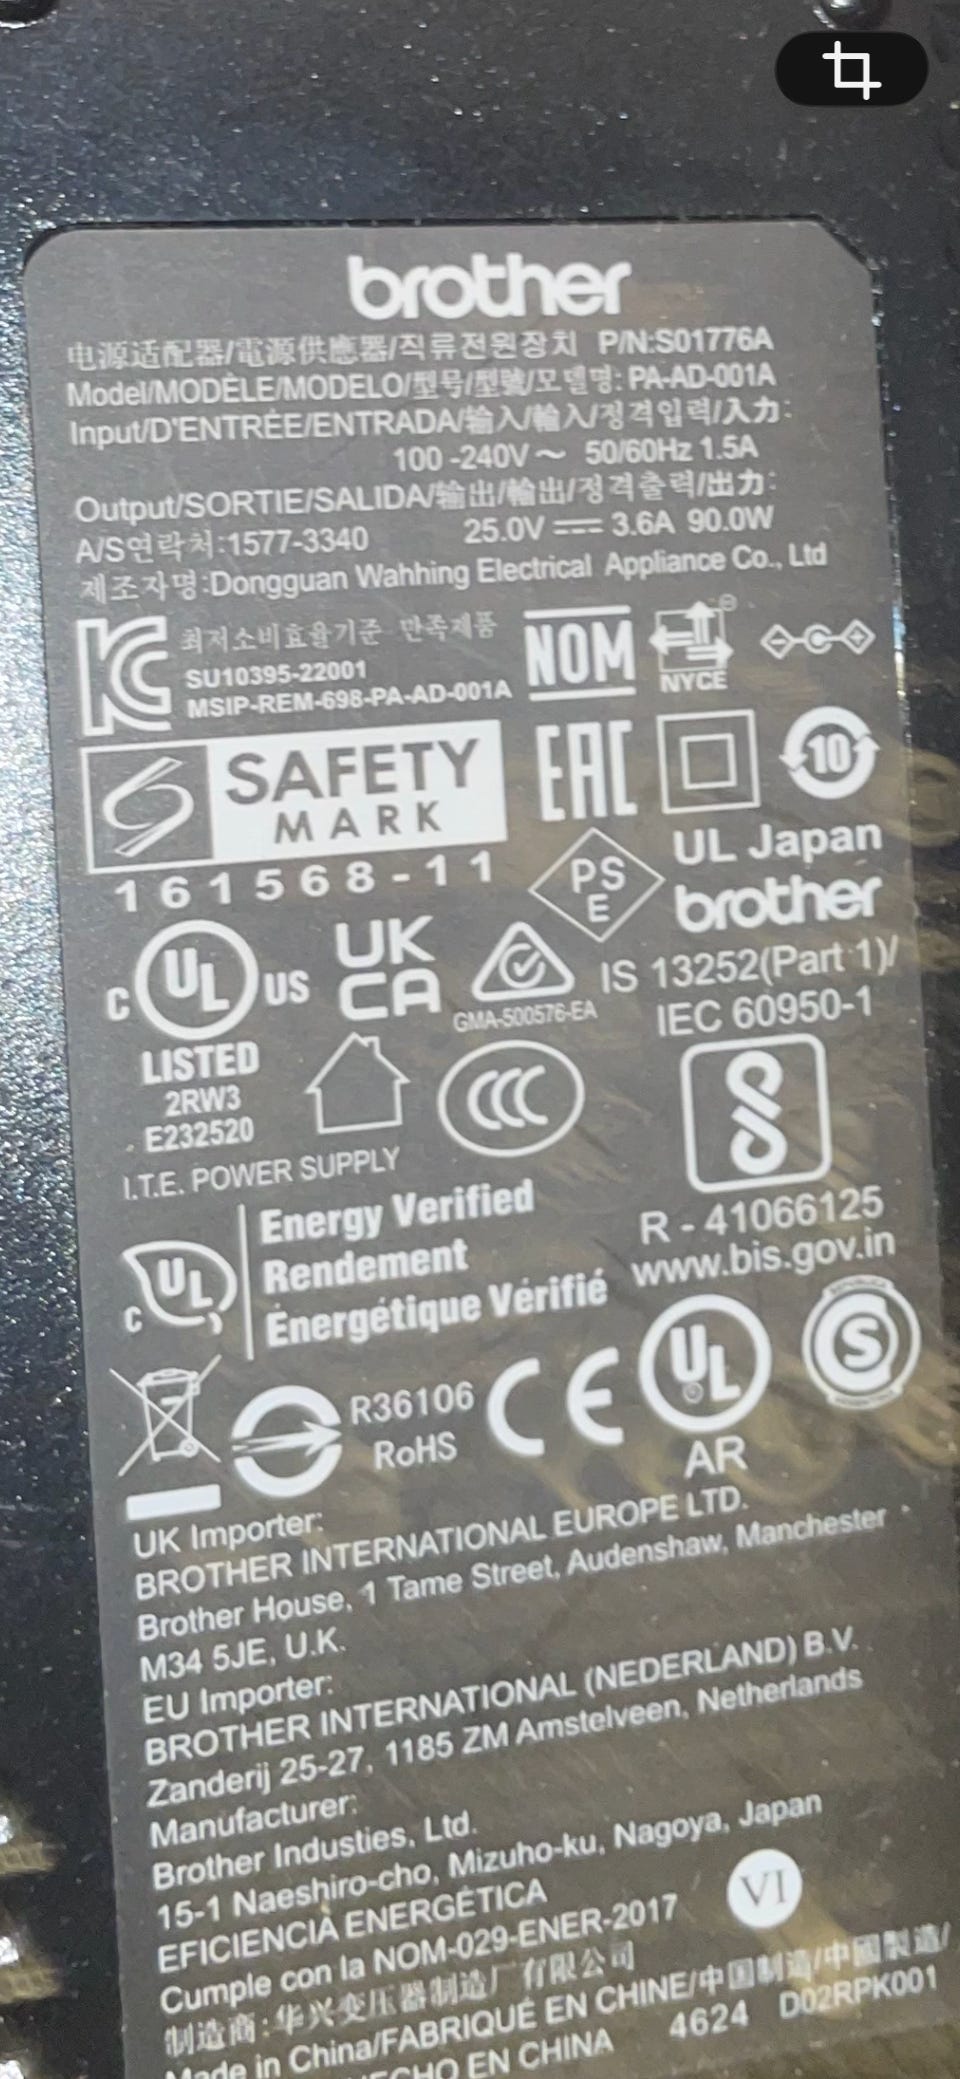 brother
电源适配器/電源供應器/직류전원장치 P/N:S01776A
Model/MODÈLE/MODELO/型号/型號/모델명: PA-AD-001A
Input/D'ENTRÉE/ENTRADA/输入/輸入/정격입력/入力:
100 -240V～ 50/60Hz 1.5A
Output/SORTIE/SALIDA/输出/輸出/정격출력/出力:
A/S연락처:1577-3340 25.0V ⎓ 3.6A 90.0W
제조자명:Dongguan Wahhing Electrical Appliance Co., Ltd
최저소비효율기준 만족제품
SU10395-22001
MSIP-REM-698-PA-AD-001A
NOM
NYCE
SAFETY
MARK
161568-11
EAC
10
PS
E
UL Japan
brother
C UL US
LISTED
2RW3
E232520
UK
CA
GMA-500576-EA
IS 13252(Part 1)/
IEC 60950-1
CCC
I.T.E. POWER SUPPLY
R - 41066125
www.bis.gov.in
C UL
Energy Verified
Rendement
Énergétique Vérifié
R36106
RoHS
CE
UL
AR
S
UK Importer:
BROTHER INTERNATIONAL EUROPE LTD.
Brother House, 1 Tame Street, Audenshaw, Manchester
M34 5JE, U.K.
EU Importer:
BROTHER INTERNATIONAL (NEDERLAND) B.V.
Zanderij 25-27, 1185 ZM Amstelveen, Netherlands
Manufacturer:
Brother Industies, Ltd.
15-1 Naeshiro-cho, Mizuho-ku, Nagoya, Japan
EFICIENCIA ENERGÉTICA
Cumple con la NOM-029-ENER-2017
VI
制造商:华兴变压器制造厂有限公司
Made in China/FABRIQUÉ EN CHINE/中国制造/中國製造/
HECHO EN CHINA 4624 D02RPK001